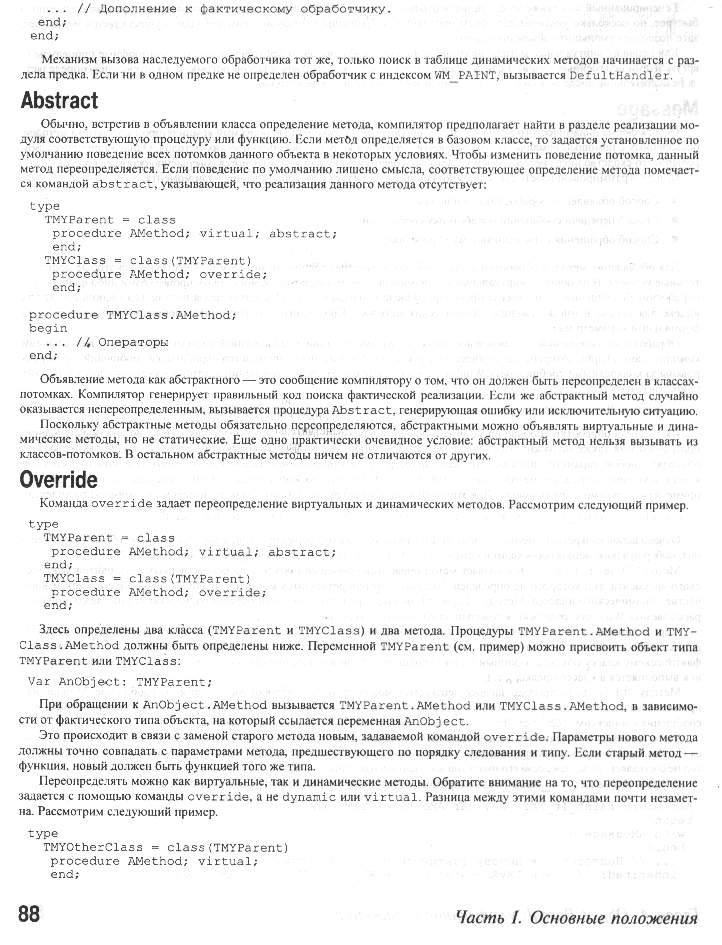 ... // Дополнение к фактическому обработчику.
end;
end;
Механизм вызова наследуемого обработчика тот же, только поиск в таблице динамических методов начинается с раз-
дела предка. Если ни в одном предке не определен обработчик с индексом WM_PAINT, вызывается DefultHandler.
Abstract
Обычно, встретив в объявлении класса определение метода, компилятор предполагает найти в разделе реализации мо-
дуля соответствующую процедуру или функцию. Если метод определяется в базовом классе, то задается установленное по
умолчанию поведение всех потомков данного объекта в некоторых условиях. Чтобы изменить поведение потомка, данный
метод переопределяется. Если поведение по умолчанию лишено смысла, соответствующее определение метода помечает-
ся командой abstract, указывающей, что реализация данного метода отсутствует:
type
TMYParent = class
procedure AMethod; virtual; abstract;
end;
TMYClass = class(TMYParent)
procedure AMethod; override;
end;
procedure TMYClass.AMethod;
begin
... // Операторы
end;
Объявление метода как абстрактного — это сообщение компилятору о том, что он должен быть переопределен в классах-
потомках. Компилятор генерирует правильный код поиска фактической реализации. Если же абстрактный метод случайно
оказывается непереопределенным, вызывается процедура Abstract, генерирующая ошибку или исключительную ситуацию.
Поскольку абстрактные методы обязательно переопределяются, абстрактными можно объявлять виртуальные и дина-
мические методы, но не статические. Еще одно практически очевидное условие: абстрактный метод нельзя вызывать из
классов-потомков. В остальном абстрактные методы ничем не отличаются от других.
Override
Команда override задает переопределение виртуальных и динамических методов. Рассмотрим следующий пример.
type
TMYParent = class
procedure AMethod; virtual; abstract;
end;
TMYClass = class(TMYParent)
procedure AMethod; override;
end;
Здесь определены два класса (TMYParent и TMYClass) и два метода. Процедуры TMYParent.AMethod и TMY-
Class.AMethod должны быть определены ниже. Переменной TMYParent (см. пример) можно присвоить объект типа
TMYParent или TMYClass:
Var AnObject: TMYParent;
При обращении к AnObject.AMethod вызывается TMYParent.AMethod или TMYClass.AMethod, в зависимо-
сти от фактического типа объекта, на который ссылается переменная AnObject.
Это происходит в связи с заменой старого метода новым, задаваемой командой override. Параметры нового метода
должны точно совпадать с параметрами метода, предшествующего по порядку следования и типу. Если старый метод —
функция, новый должен быть функцией того же типа.
Переопределять можно как виртуальные, так и динамические методы. Обратите внимание на то, что переопределение
задается с помощью команды override, а не dynamic или virtual. Разница между этими командами почти незамет-
на. Рассмотрим следующий пример.
type
TMYOtherClass = class(TMYParent)
procedure AMethod; virtual;
end;
88
Часть I. Основные положения